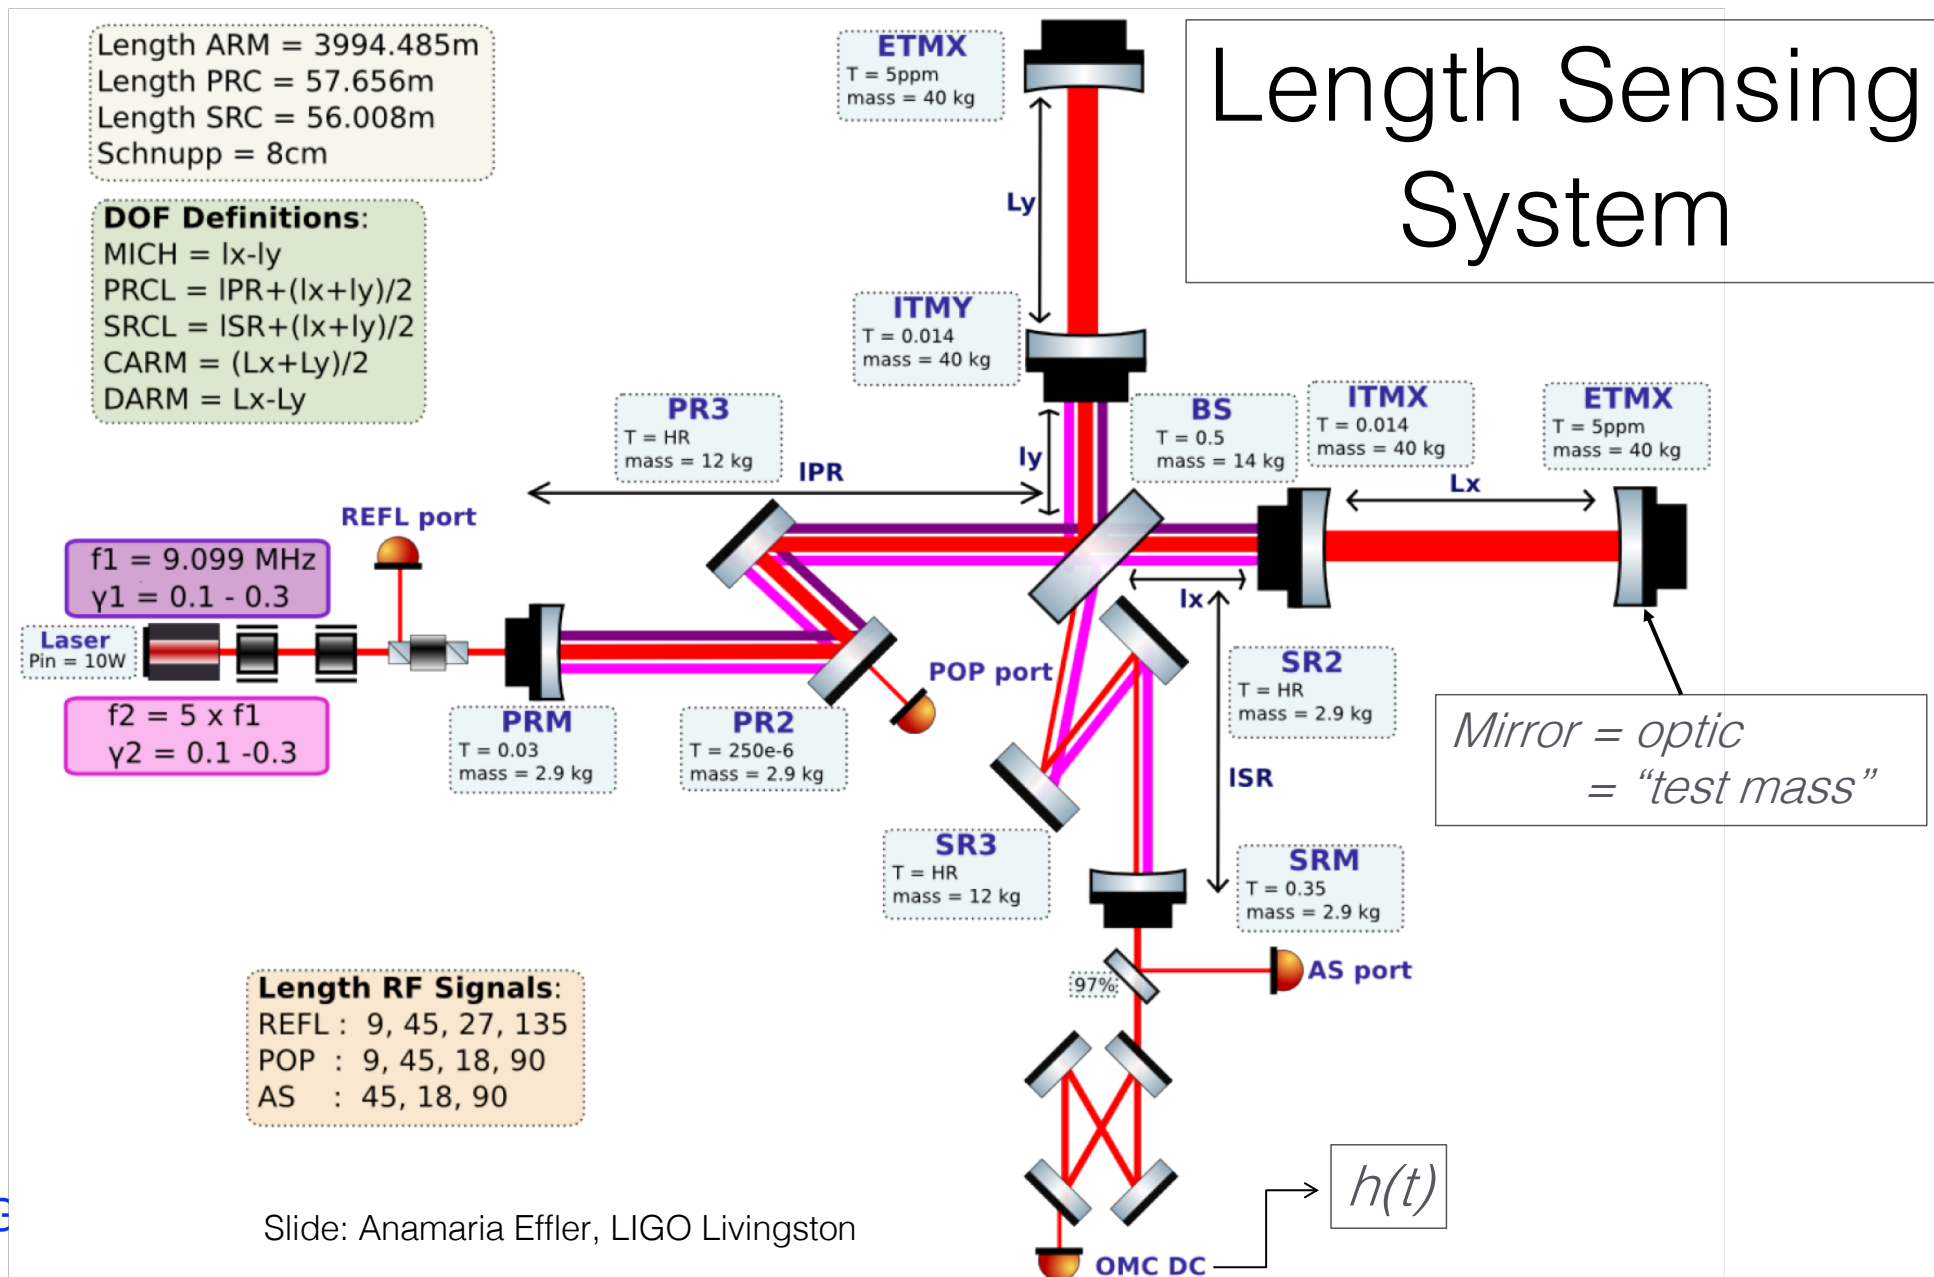 Length ARM = 3994.485m
Length PRC = 57.656m
Length SRC = 56.008m
Schnupp = 8cm
DOF Definitions:
MICH = lx-ly
PRCL = lPR+(lx+ly)/2
SRCL = lSR+(lx+ly)/2
CARM = (Lx+Ly)/2
DARM = Lx-Ly
ETMX
T = 5ppm
mass = 40 kg
Length Sensing
System
Ly
ITMY
T = 0.014
mass = 40 kg
PR3
T = HR
mass = 12 kg
lPR
ly
BS
T = 0.5
mass = 14 kg
ITMX
T = 0.014
mass = 40 kg
ETMX
T = 5ppm
mass = 40 kg
Lx
REFL port
f1 = 9.099 MHz
γ1 = 0.1 - 0.3
Laser
Pin = 10W
f2 = 5 x f1
γ2 = 0.1 -0.3
PRM
T = 0.03
mass = 2.9 kg
PR2
T = 250e-6
mass = 2.9 kg
POP port
lx
SR2
T = HR
mass = 2.9 kg
lSR
Mirror = optic
= “test mass”
SR3
T = HR
mass = 12 kg
SRM
T = 0.35
mass = 2.9 kg
97%
AS port
Length RF Signals:
REFL : 9, 45, 27, 135
POP : 9, 45, 18, 90
AS : 45, 18, 90
h(t)
Slide: Anamaria Effler, LIGO Livingston
OMC DC